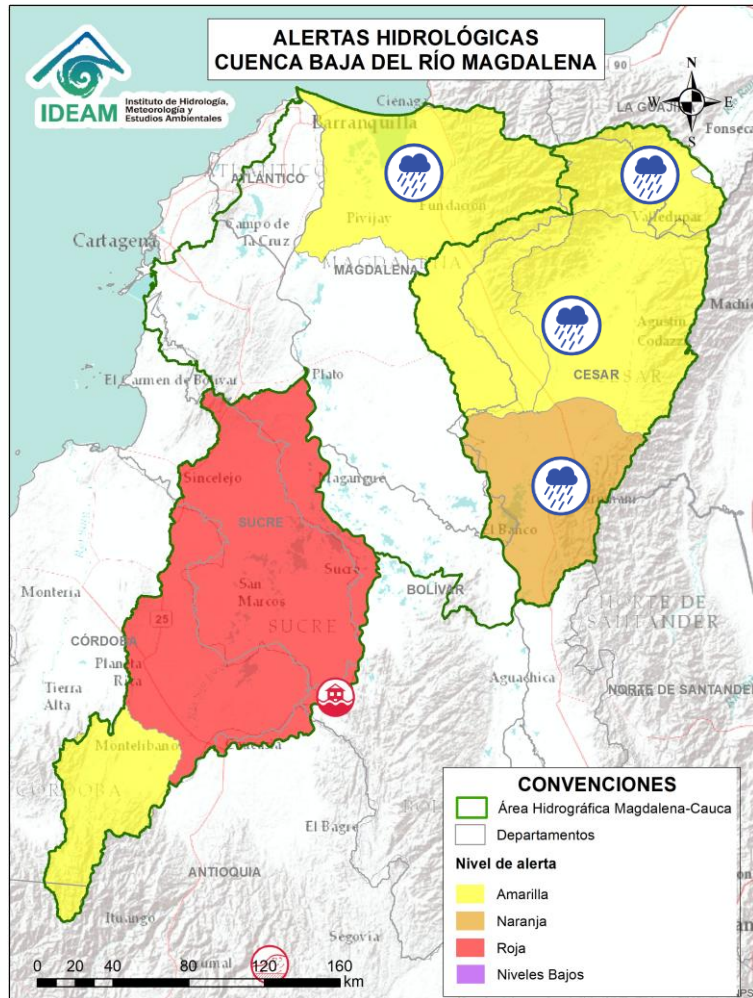 ALERTAS HIDROLÓGICAS
CUENCA BAJA DEL RÍO MAGDALENA
IDEAM
Instituto de Hidrología,
Meteorología y
Estudios Ambientales
90
N
W E
S
Ciénaga
LA GUAJIRA
Barranquilla
Fonseca
ATLÁNTICO
Fundación
Valledupar
Pivijay
Campo de
la Cruz
Cartagena
MAGDALENA
MAGDALENA
Agustín
Codazzi
CESAR
CESAR
Plato
El Carmen de Bolívar
Sincelejo
Magangué
SUCRE
El Banco
Sucre
San
Marcos
BOLÍVAR
Montería
25
SUCRE
NORTE DE
SANTANDER
CÓRDOBA
Planeta
Rica
Aguachica
Tierra
Alta
NORTE DE SANTANDER
Montelíbano
CÓRDOBA
El Bagre
ANTIOQUIA
Ituango
Segovia
0 40 80 120 160
km
CONVENCIONES
Área Hidrográfica Magdalena-Cauca
Departamentos
Nivel de alerta
Amarilla
Naranja
Roja
Niveles Bajos